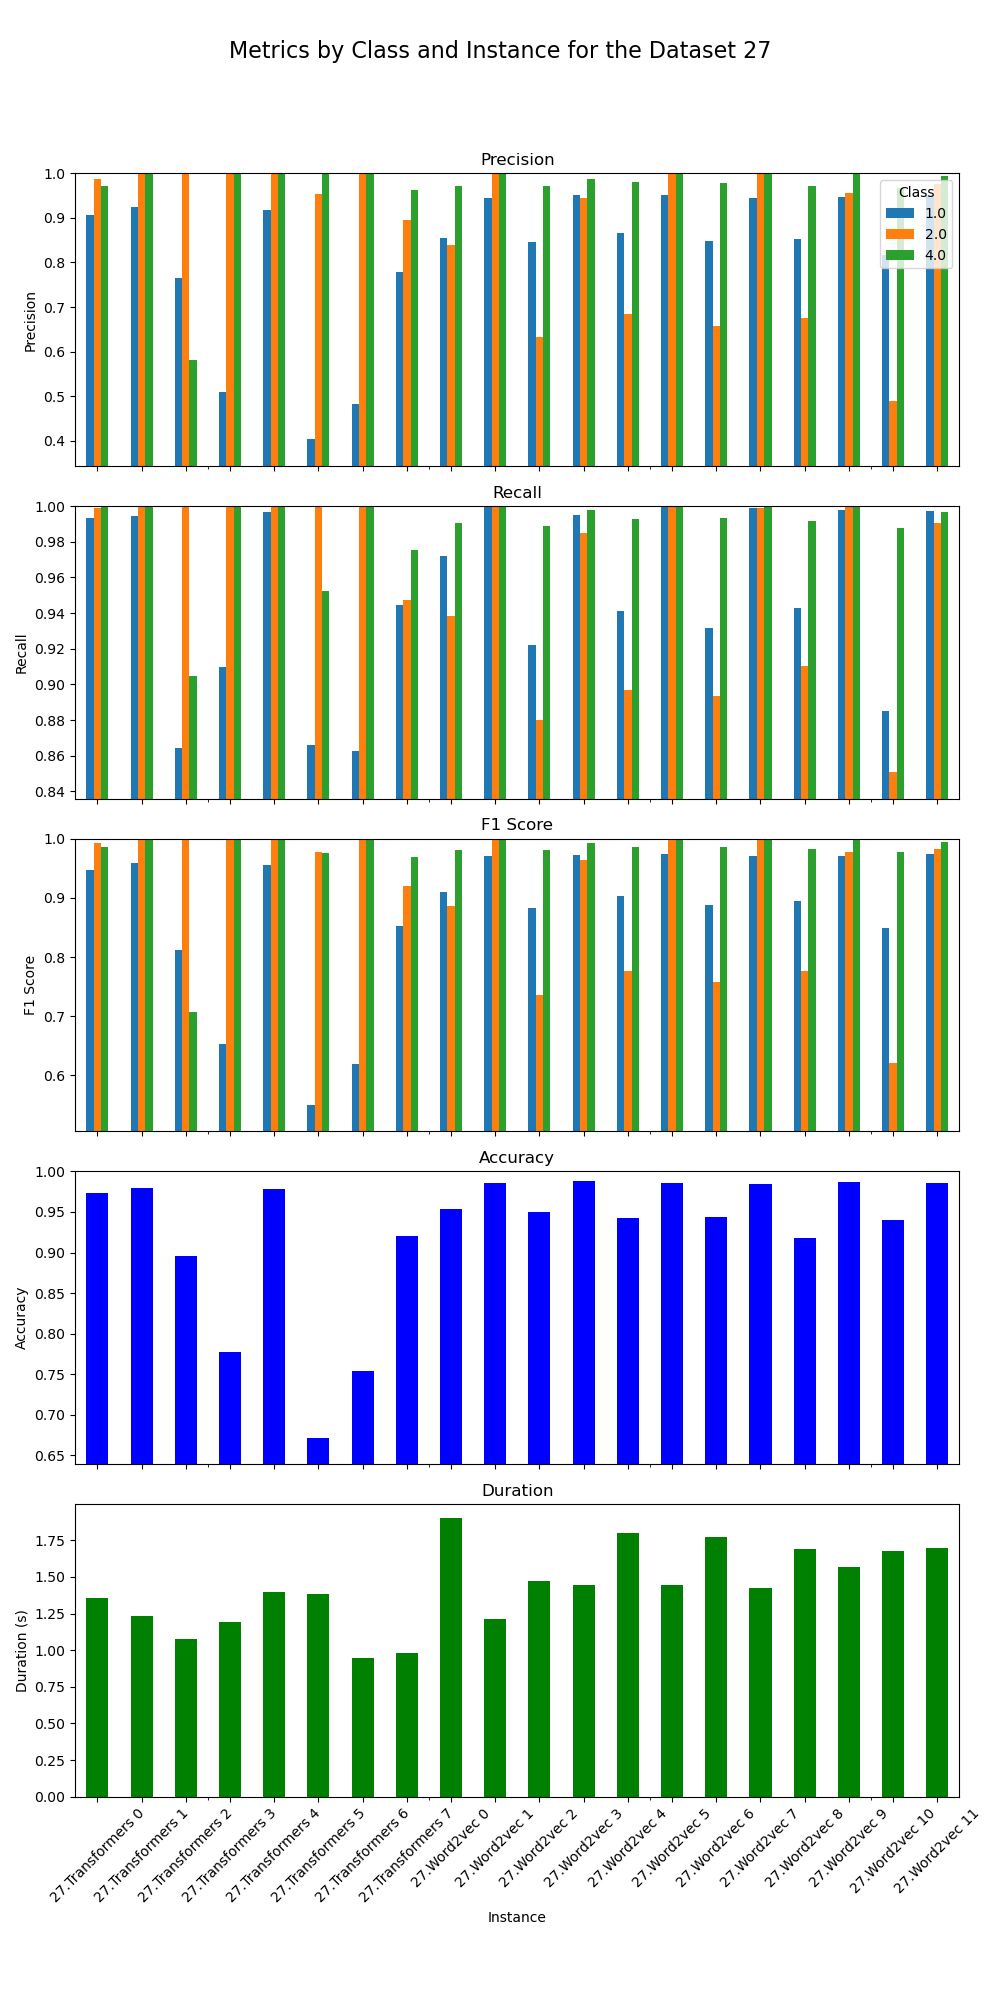 Metrics by Class and Instance for the Dataset 27
Precision
Precision
1.0
0.9
0.8
0.7
0.6
0.5
0.4
Class
1.0
2.0
4.0
Recall
Recall
1.00
0.98
0.96
0.94
0.92
0.90
0.88
0.86
0.84
F1 Score
F1 Score
1.0
0.9
0.8
0.7
0.6
Accuracy
Accuracy
1.00
0.95
0.90
0.85
0.80
0.75
0.70
0.65
Duration
Duration (s)
1.75
1.50
1.25
1.00
0.75
0.50
0.25
0.00
27.Transformers 0
27.Transformers 1
27.Transformers 2
27.Transformers 3
27.Transformers 4
27.Transformers 5
27.Transformers 6
27.Transformers 7
27.Word2vec 0
27.Word2vec 1
27.Word2vec 2
27.Word2vec 3
27.Word2vec 4
27.Word2vec 5
27.Word2vec 6
27.Word2vec 7
27.Word2vec 8
27.Word2vec 9
27.Word2vec 10
27.Word2vec 11
Instance